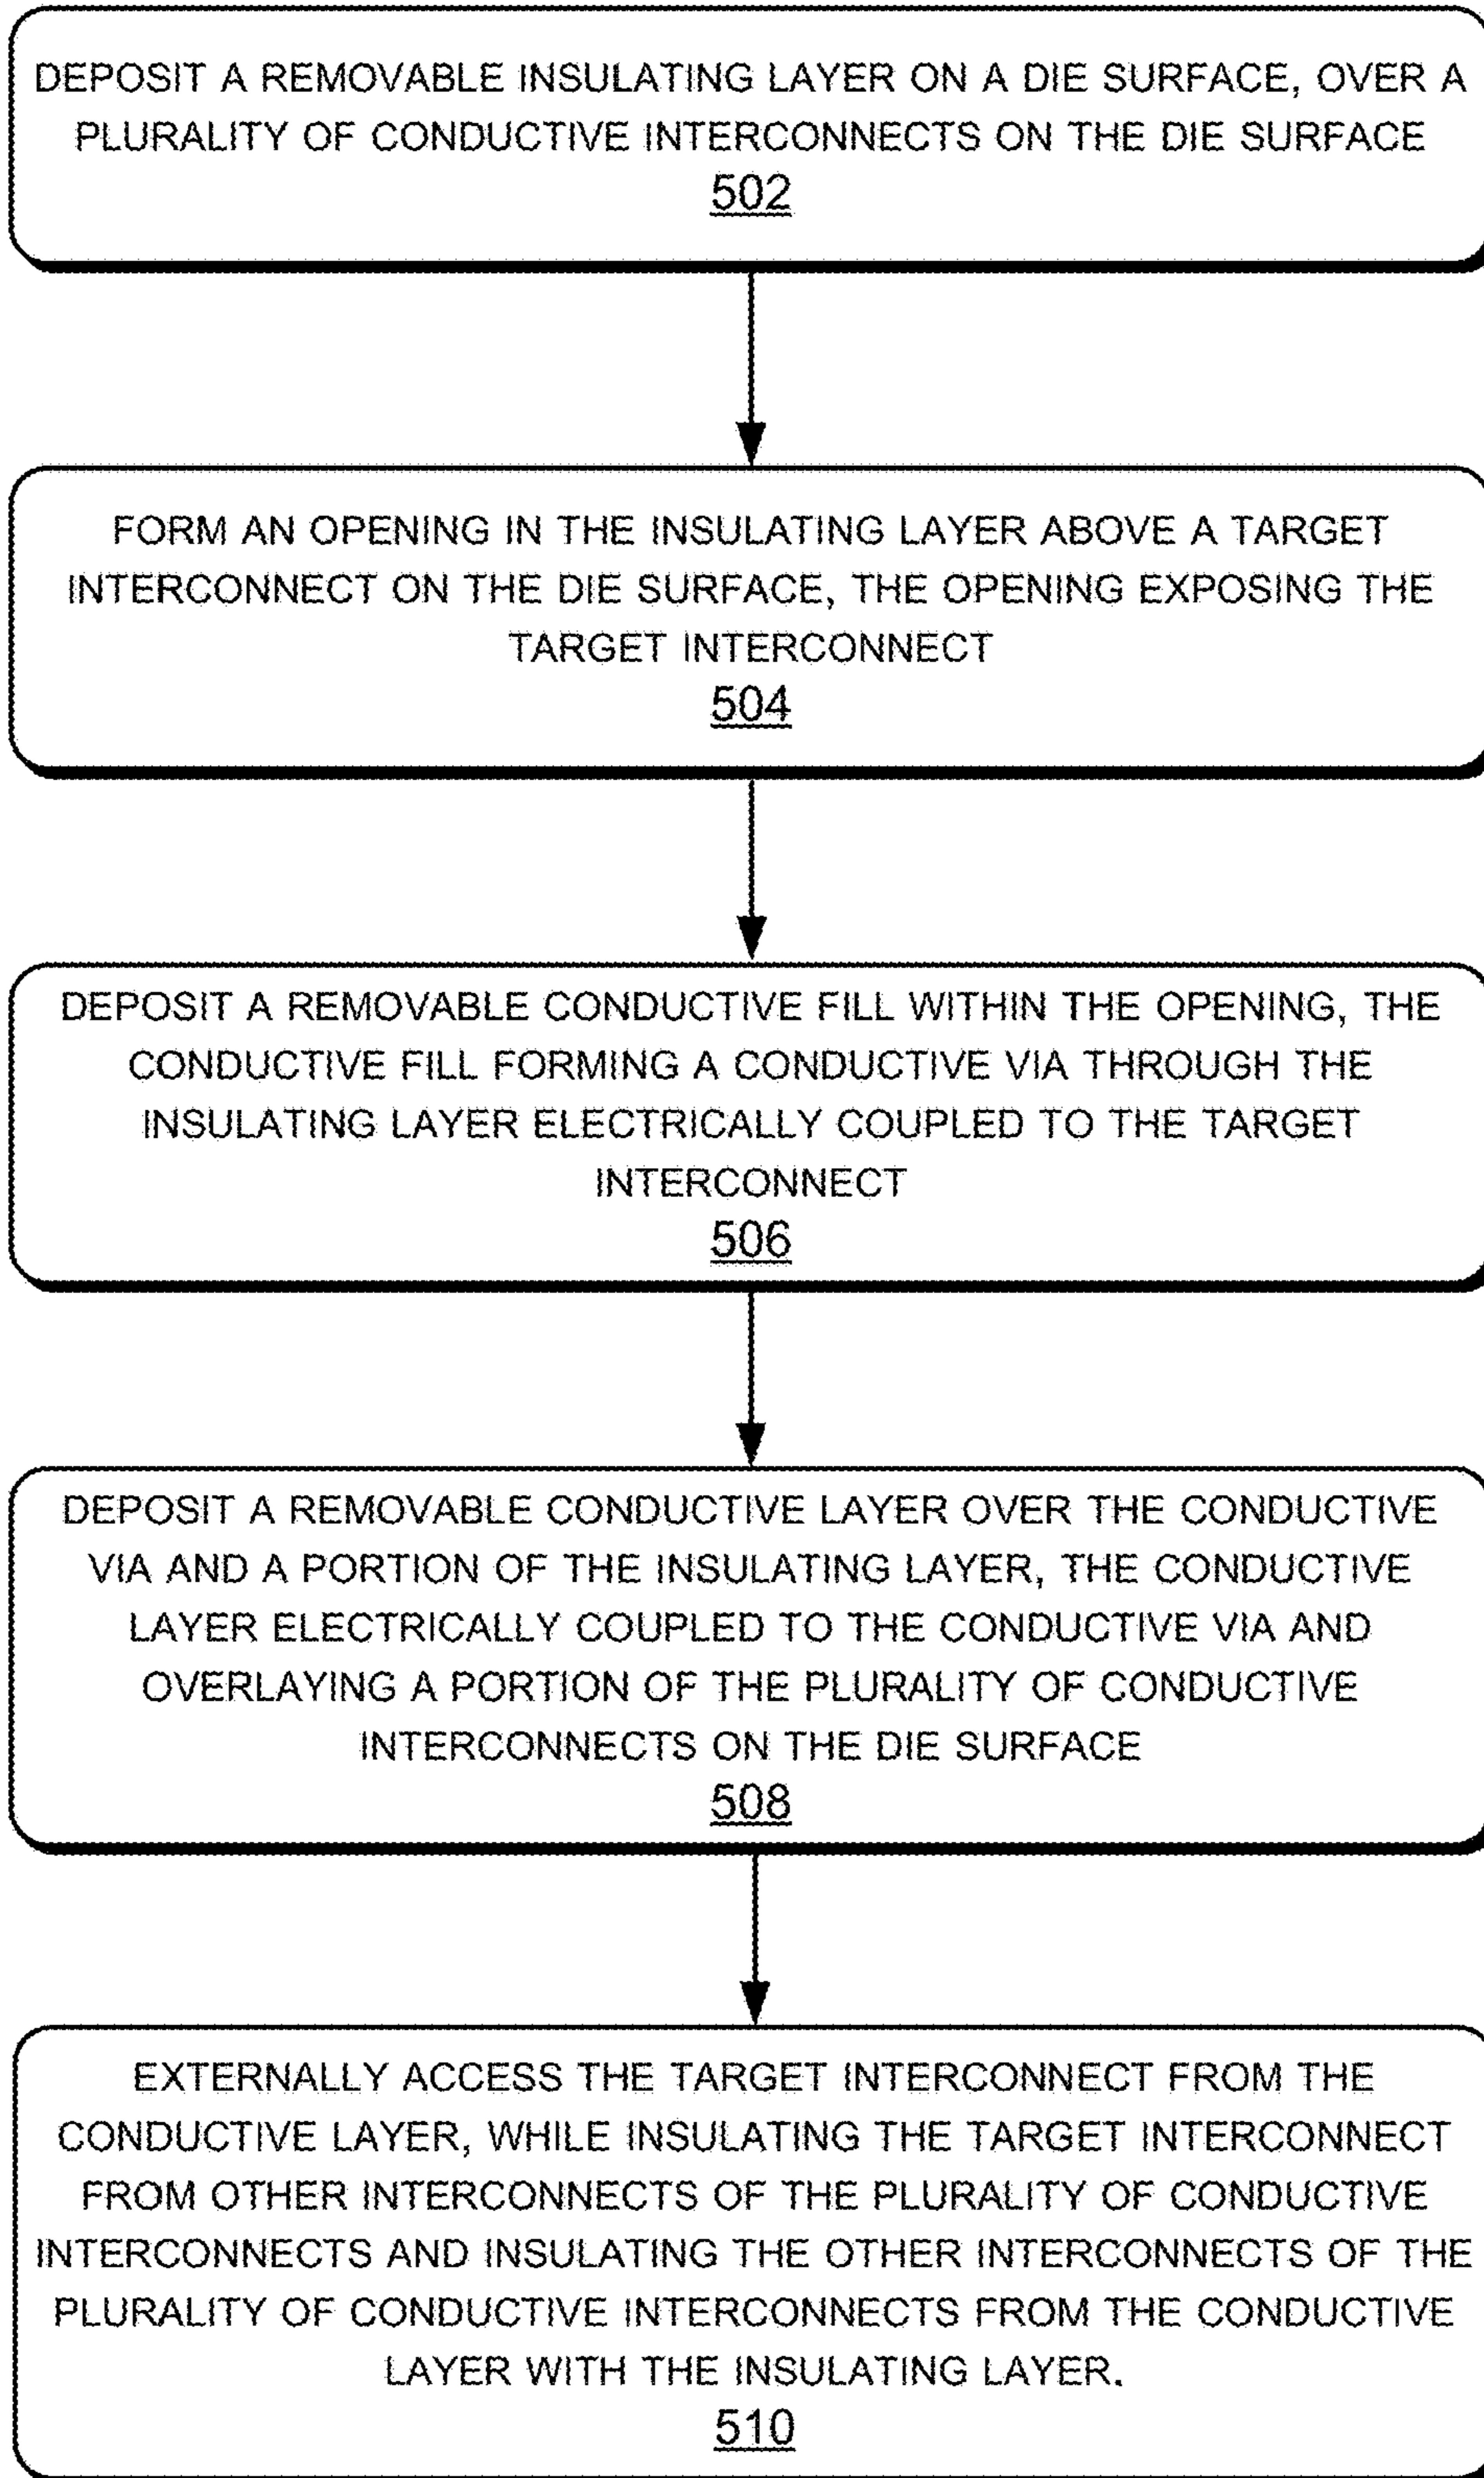 DEPOSIT A REMOVABLE INSULATING LAYER ON A DIE SURFACE, OVER A
PLURALITY OF CONDUCTIVE INTERCONNECTS ON THE DIE SURFACE
502
FORM AN OPENING IN THE INSULATING LAYER ABOVE A TARGET
INTERCONNECT ON THE DIE SURFACE, THE OPENING EXPOSING THE
TARGET INTERCONNECT
504
DEPOSIT A REMOVABLE CONDUCTIVE FILL WITHIN THE OPENING, THE
CONDUCTIVE FILL FORMING A CONDUCTIVE VIA THROUGH THE
INSULATING LAYER ELECTRICALLY COUPLED TO THE TARGET
INTERCONNECT
506
DEPOSIT A REMOVABLE CONDUCTIVE LAYER OVER THE CONDUCTIVE
VIA AND A PORTION OF THE INSULATING LAYER, THE CONDUCTIVE
LAYER ELECTRICALLY COUPLED TO THE CONDUCTIVE VIA AND
OVERLAYING A PORTION OF THE PLURALITY OF CONDUCTIVE
INTERCONNECTS ON THE DIE SURFACE
508
EXTERNALLY ACCESS THE TARGET INTERCONNECT FROM THE
CONDUCTIVE LAYER, WHILE INSULATING THE TARGET INTERCONNECT
FROM OTHER INTERCONNECTS OF THE PLURALITY OF CONDUCTIVE
INTERCONNECTS AND INSULATING THE OTHER INTERCONNECTS OF THE
PLURALITY OF CONDUCTIVE INTERCONNECTS FROM THE CONDUCTIVE
LAYER WITH THE INSULATING LAYER.
510